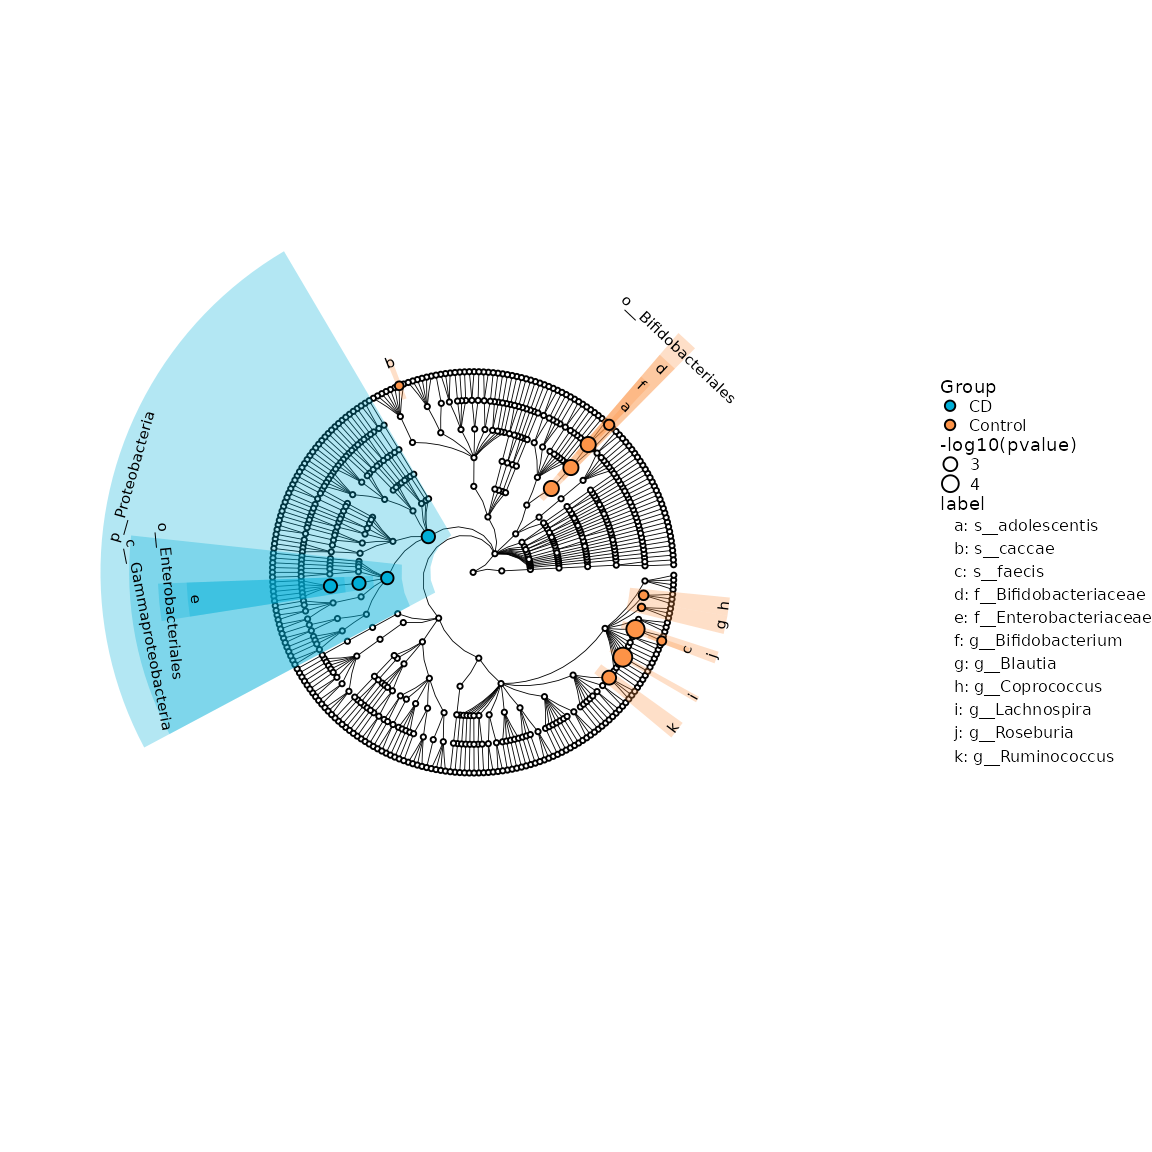 b
o__Bifidobacteriales
d
f
a
p__Proteobacteria
c__Gammaproteobacteria
o__Enterobacteriales
e
h
g
c
j
i
k
Group
CD
Control
-log10(pvalue)
3
4
label
a: s__adolescentis
b: s__caccae
c: s__faecis
d: f__Bifidobacteriaceae
e: f__Enterobacteriaceae
f: g__Bifidobacterium
g: g__Blautia
h: g__Coprococcus
i: g__Lachnospira
j: g__Roseburia
k: g__Ruminococcus